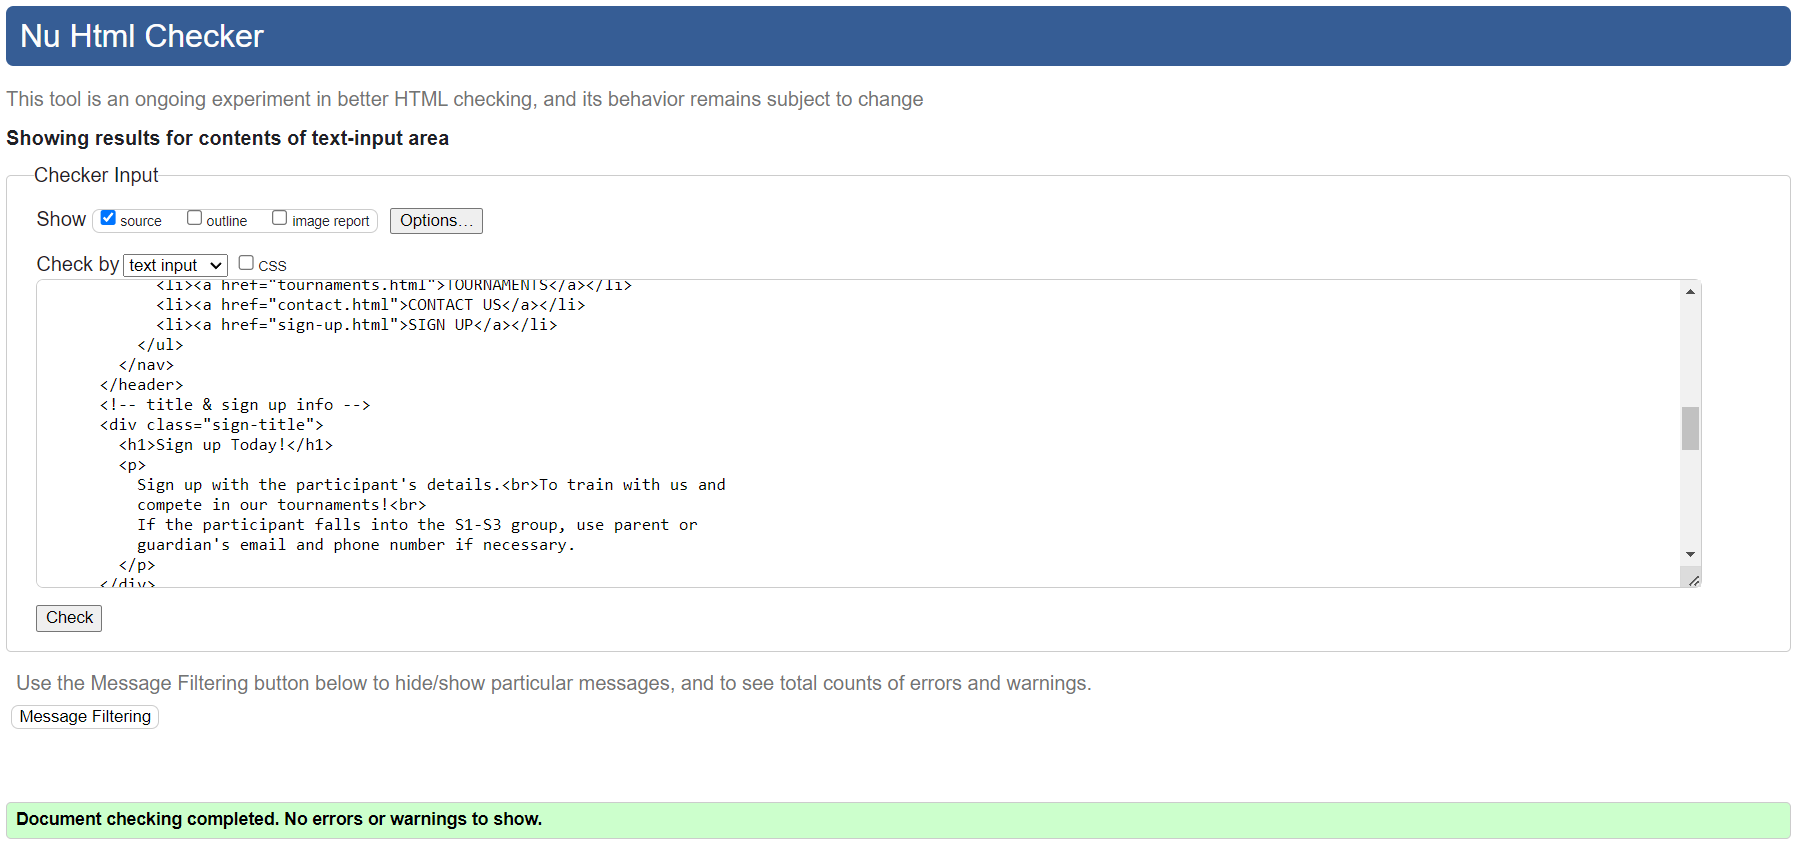 Nu Html Checker
This tool is an ongoing experiment in better HTML checking, and its behavior remains subject to change
Showing results for contents of text-input area
Checker Input
Show source outline image report Options...
Check by text input CSS
<li><a href="tournaments.html">TOURNAMENTS</a></li>
<li><a href="contact.html">CONTACT US</a></li>
<li><a href="sign-up.html">SIGN UP</a></li>
</ul>
</nav>
</header>
<!-- title & sign up info -->
<div class="sign-title">
<h1>Sign up Today!</h1>
<p>
Sign up with the participant's details.<br>To train with us and
compete in our tournaments!<br>
If the participant falls into the S1-S3 group, use parent or
guardian's email and phone number if necessary.
</p>
</div>
Check
Use the Message Filtering button below to hide/show particular messages, and to see total counts of errors and warnings.
Message Filtering
Document checking completed. No errors or warnings to show.